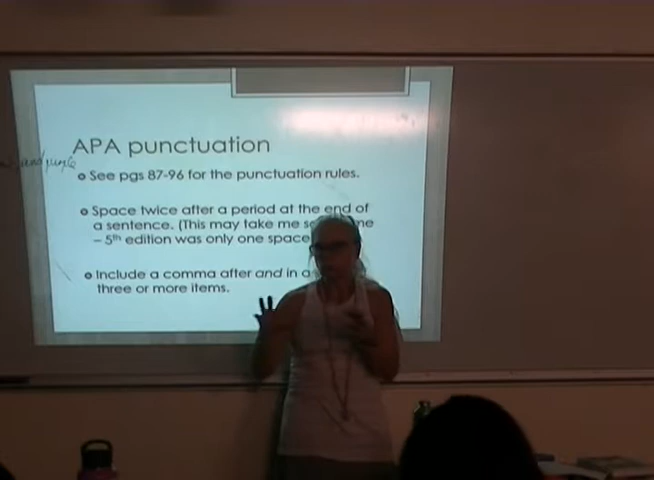 APA punctuation
See pgs 87-96 for the punctuation rules.
Space twice after a period at the end of
a sentence. (This may take me
– 5th edition was only one space
Include a comma after and in a
three or more items.